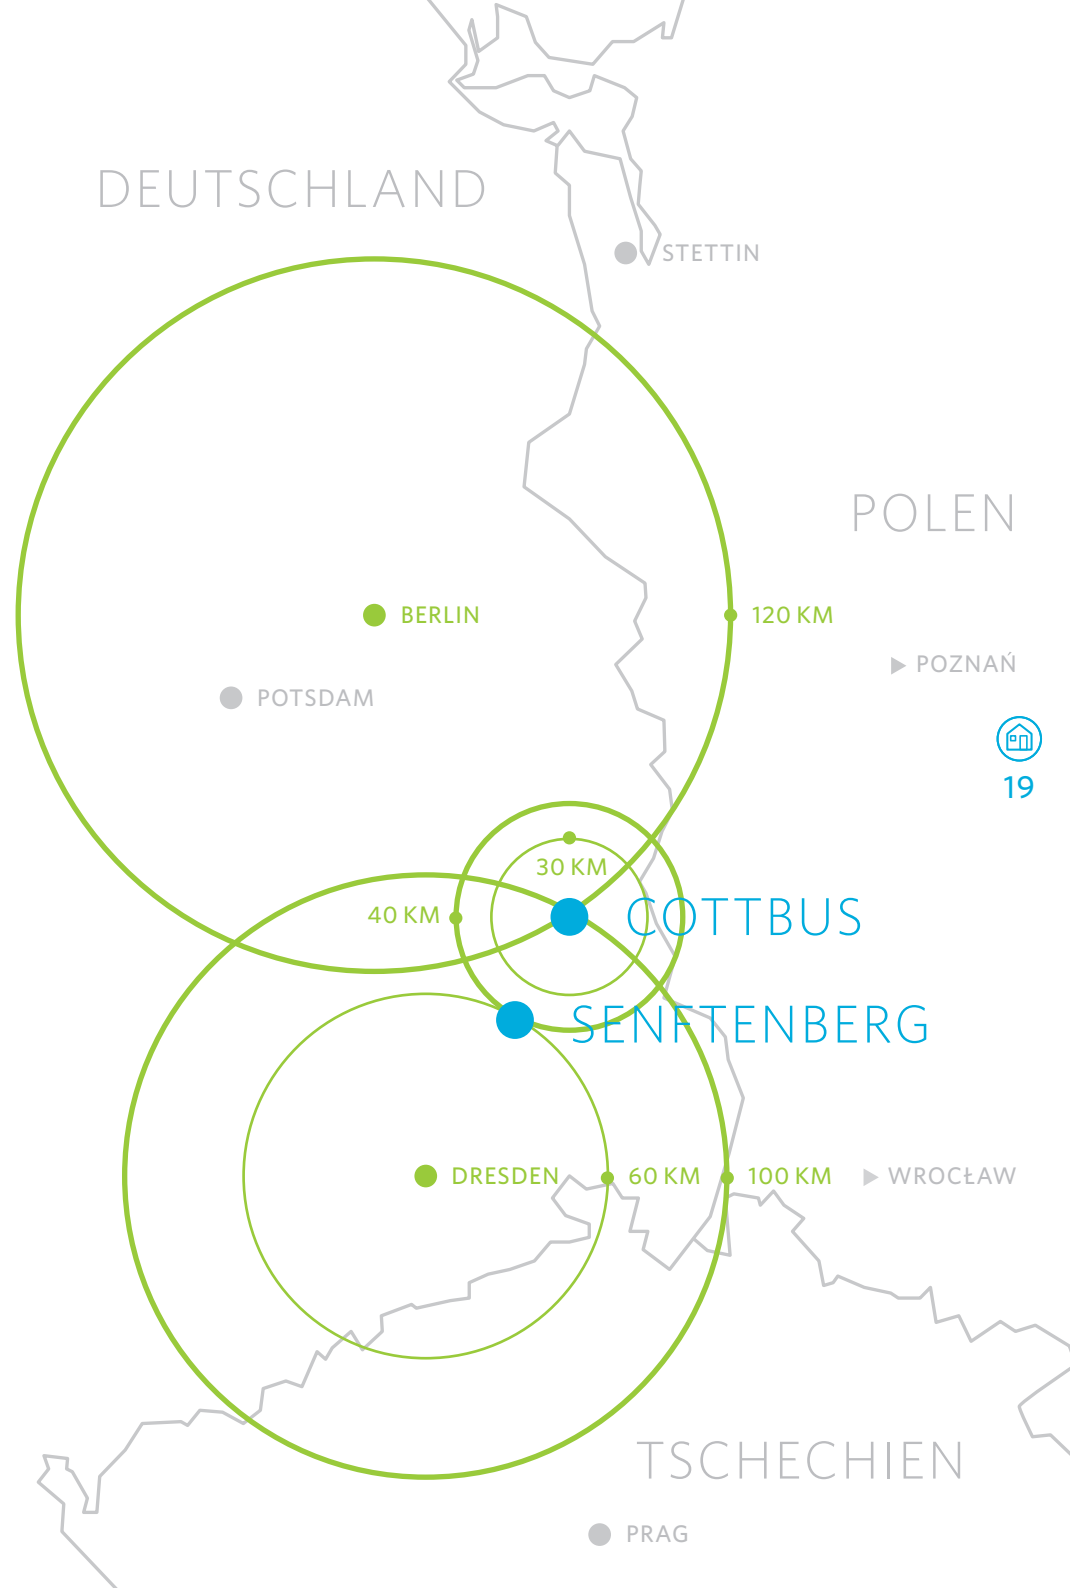 DEUTSCHLAND
STETTIN
POLEN
BERLIN
120 KM
POZNAŃ
POTSDAM
19
30 KM
40 KM
COTTBUS
SENFTENBERG
DRESDEN
60 KM
100 KM
WROCŁAW
TSCHECHIEN
PRAG